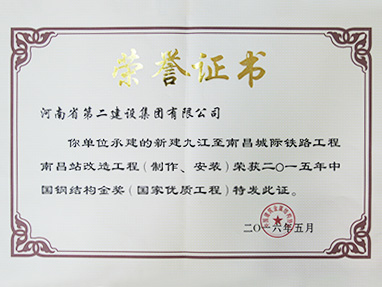 荣誉证书
河南省第二建设集团有限公司
你单位承建的新建九江至南昌城际铁路工程
南昌站改造工程（制作、安装）荣获二〇一五年中
国钢结构金奖（国家优质工程）特发此证。
二〇一六年五月